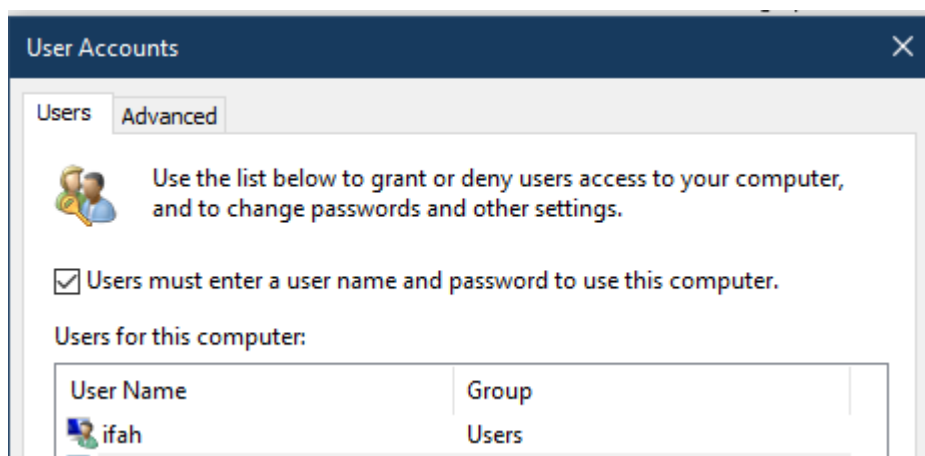 User Accounts
Users Advanced
Use the list below to grant or deny users access to your computer,
and to change passwords and other settings.
Users must enter a user name and password to use this computer.
Users for this computer:
User Name Group
ifah Users